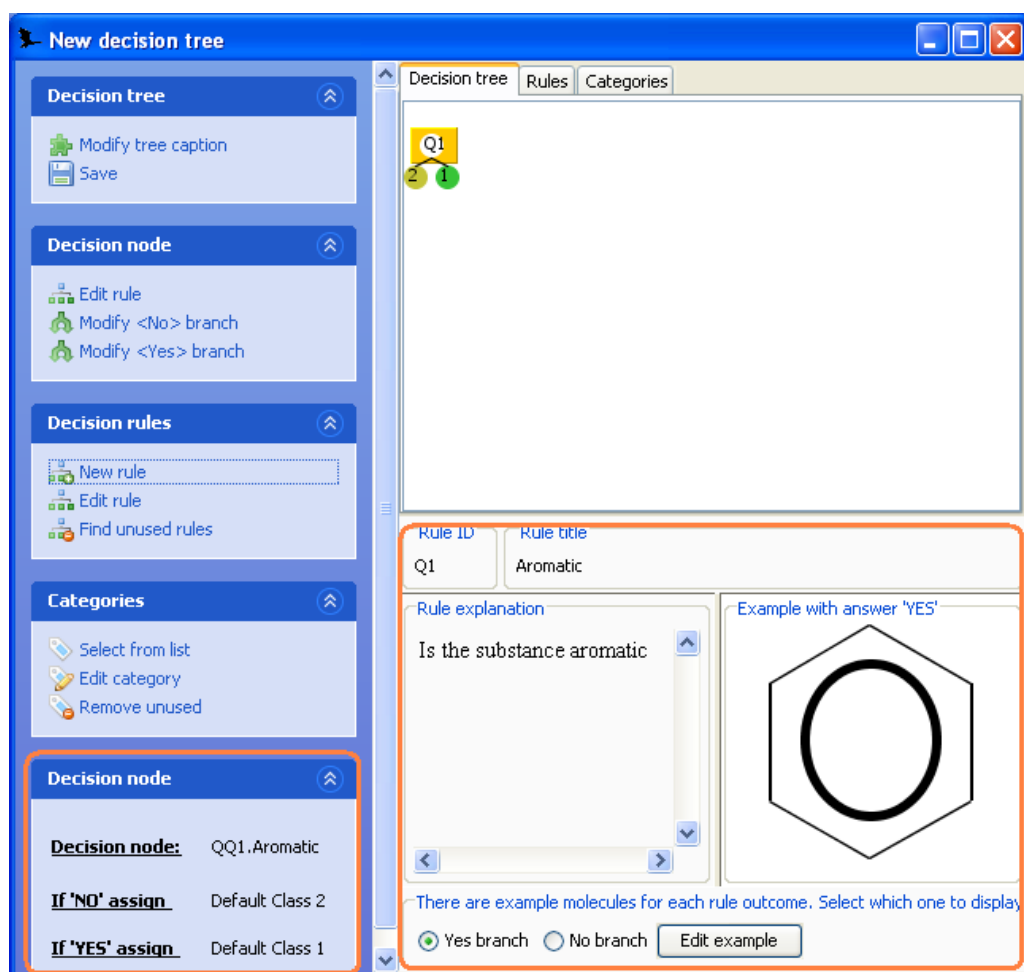 New decision tree
Decision tree
Modify tree caption
Save
Decision node
Edit rule
Modify <No> branch
Modify <Yes> branch
Decision rules
New rule
Edit rule
Find unused rules
Categories
Select from list
Edit category
Remove unused
Decision node
Decision node: QQ1.Aromatic
If 'NO' assign Default Class 2
If 'YES' assign Default Class 1
Decision tree Rules Categories
Q1
2 1
Rule ID Rule title
Q1 Aromatic
Rule explanation
Is the substance aromatic
Example with answer 'YES'
There are example molecules for each rule outcome. Select which one to display
Yes branch No branch Edit example